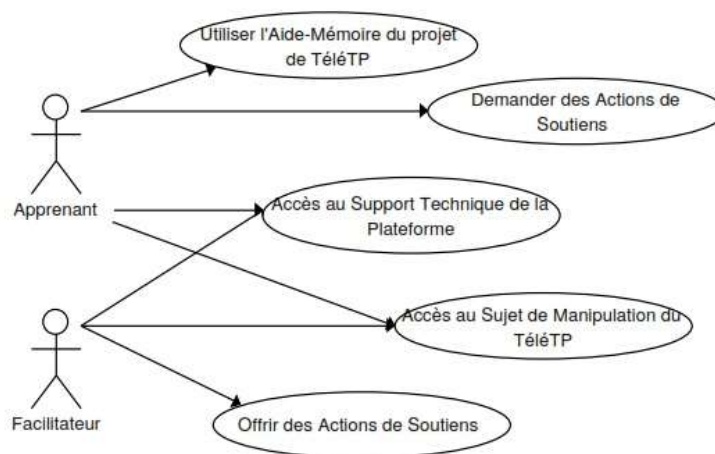 Utiliser l'Aide-Mémoire du projet
de TéléTP
Demander des Actions de
Soutiens
Apprenant
Accès au Support Technique de la
Plateforme
Accès au Sujet de Manipulation du
TéléTP
Facilitateur
Offrir des Actions de Soutiens